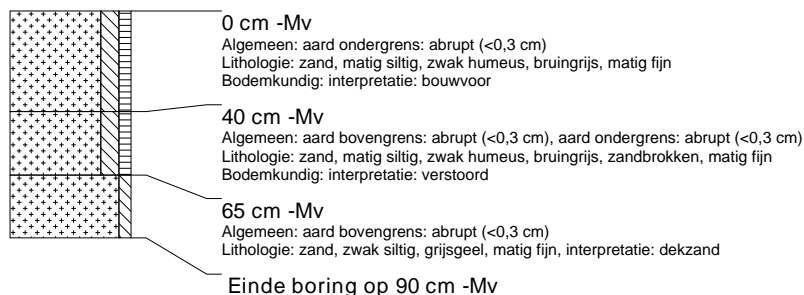 0 cm -Mv
Algemeen: aard ondergrens: abrupt (<0,3 cm)
Lithologie: zand, matig siltig, zwak humeus, bruingrijs, matig fijn
Bodemkundig: interpretatie: bouwvoor
40 cm -Mv
Algemeen: aard bovengrens: abrupt (<0,3 cm), aard ondergrens: abrupt (<0,3 cm)
Lithologie: zand, matig siltig, zwak humeus, bruingrijs, zandbrokken, matig fijn
Bodemkundig: interpretatie: verstoord
65 cm -Mv
Algemeen: aard bovengrens: abrupt (<0,3 cm)
Lithologie: zand, zwak siltig, grijsgeel, matig fijn, interpretatie: dekzand
Einde boring op 90 cm -Mv